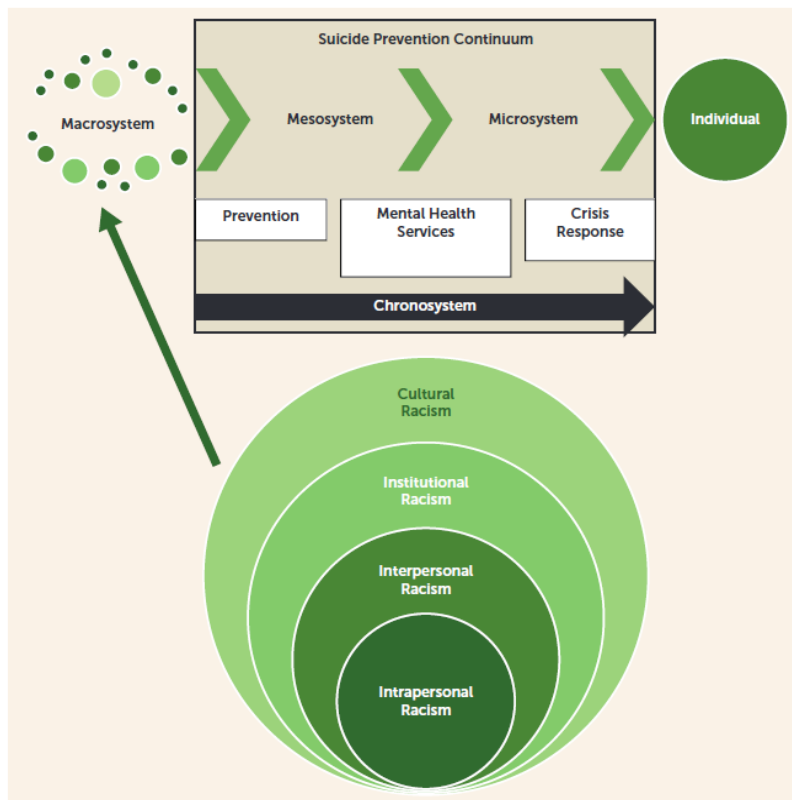 Suicide Prevention Continuum
Macrosystem
Mesosystem
Microsystem
Individual
Prevention
Mental Health
Services
Crisis
Response
Chronosystem
Cultural
Racism
Institutional
Racism
Interpersonal
Racism
Intrapersonal
Racism